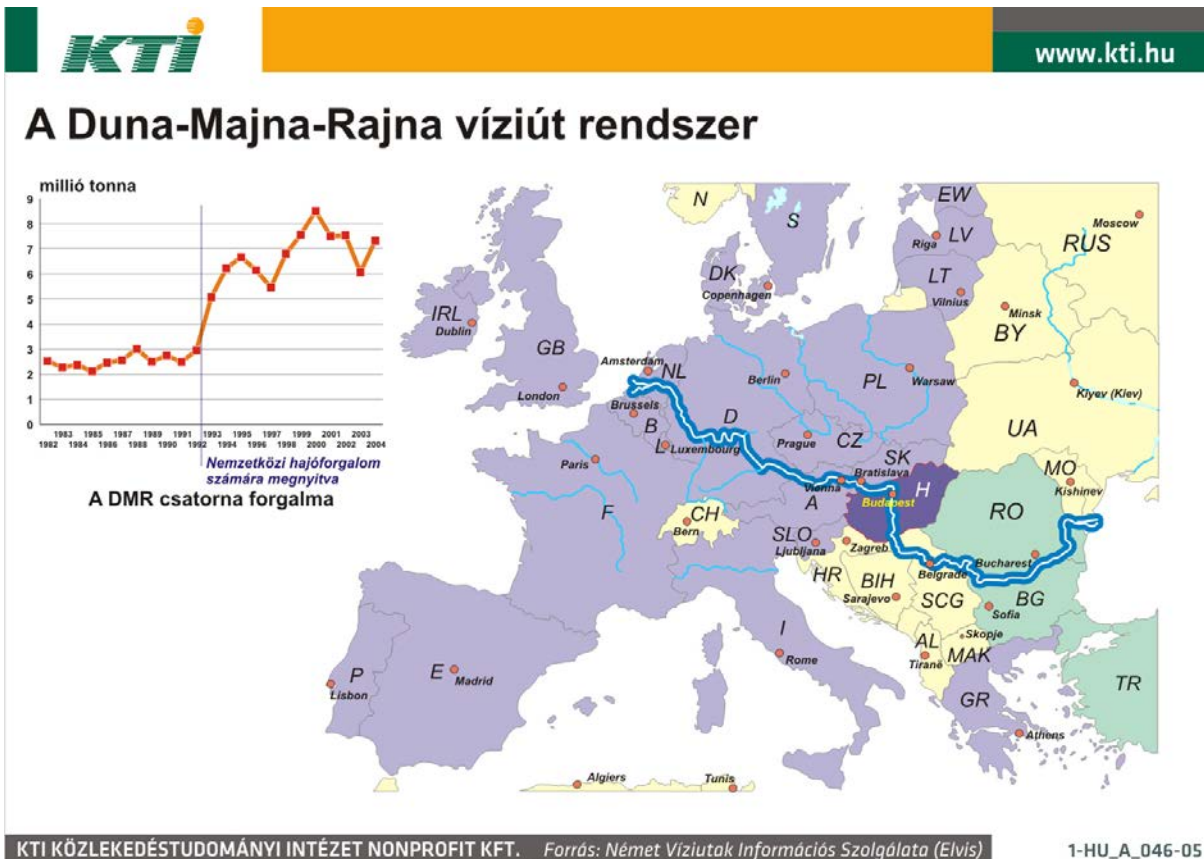 KTI
www.kti.hu
A Duna-Majna-Rajna víziút rendszer
millió tonna
9
8
7
6
5
4
3
2
1
0
1983 1985 1987 1989 1991 1993 1995 1997 1999 2001 2003
1982 1984 1986 1988 1990 1992 1994 1996 1998 2000 2002 2004
Nemzetközi hajóforgalom
számára megnyitva
A DMR csatorna forgalma
N
S
EW
Moscow
RUS
LV
Riga
DK
Copenhagen
LT
Vilnius
IRL
Dublin
Minsk
BY
GB
Amsterdam
NL
Berlin
PL
Warsaw
London
Kiyev (Kiev)
Brussels
B
D
L
Luxembourg
Prague
CZ
UA
Paris
SK
Bratislava
MO
Kishinev
Vienna
A
H
Budapest
F
CH
Bern
RO
SLO
Ljubljana
Zagreb
Bucharest
HR
BIH
Belgrade
Sarajevo
SCG
BG
Sofia
I
Rome
AL
Skopje
Tiranë
MAK
P
Lisbon
E
Madrid
GR
TR
Athens
Algiers
Tunis
KTI KÖZLEKEDÉSTUDOMÁNYI INTÉZET NONPROFIT KFT. Forrás: Német Víziutak Információs Szolgálata (Elvis)
1-HU_A_046-05